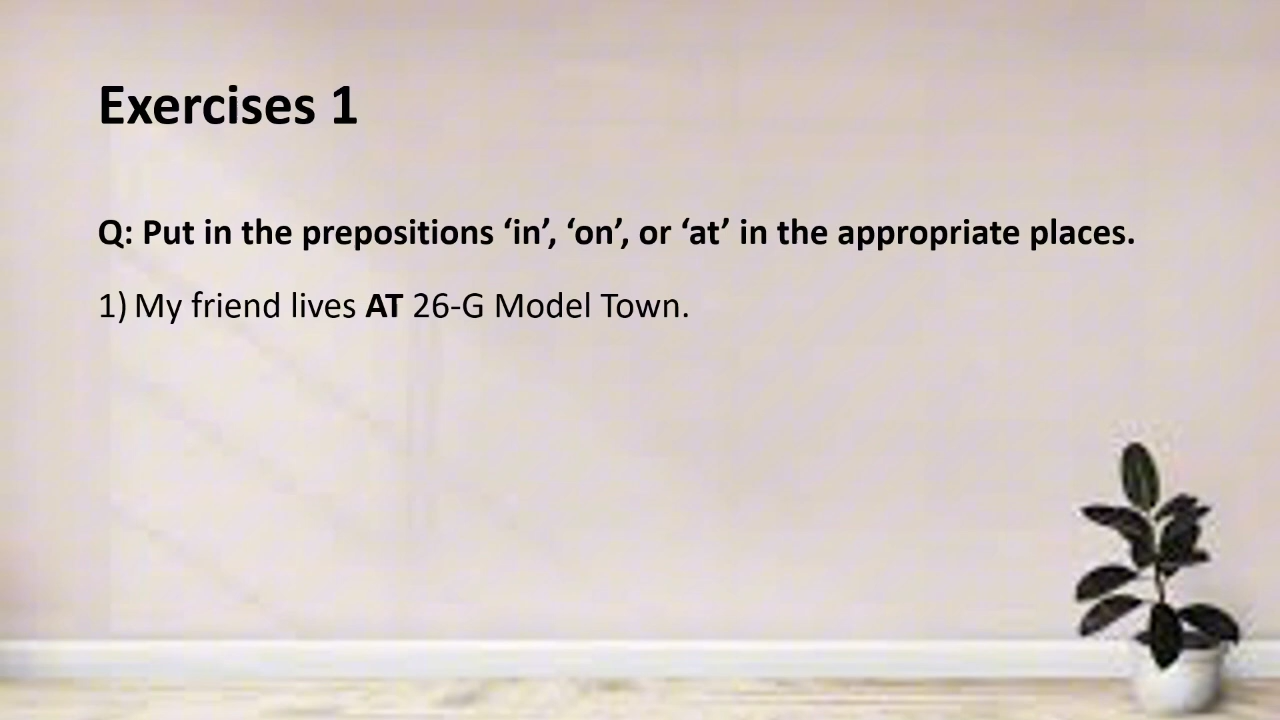 Exercises 1
Q: Put in the prepositions ‘in’, ‘on’, or ‘at’ in the appropriate places.
1) My friend lives AT 26-G Model Town.